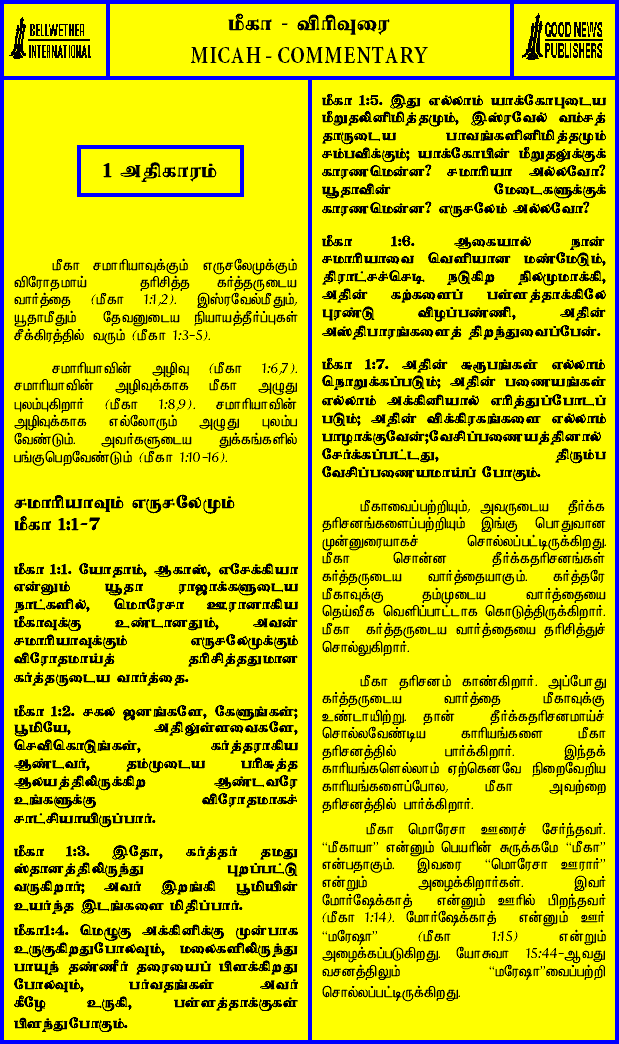 BELLWETHER
INTERNATIONAL
மீகா - விரிவுரை
MICAH - COMMENTARY
GOOD NEWS
PUBLISHERS
1 அதிகாரம்
மீகா சமாரியாவுக்கும் எருசலேமுக்கும்
விரோதமாய் தரிசித்த கர்த்தருடைய
வார்த்தை (மீகா 1:1,2). இஸ்ரவேல்மீதும்,
யூதாமீதும் தேவனுடைய நியாயத்தீர்ப்புகள்
சீக்கிரத்தில் வரும் (மீகா 1:3-5).
சமாரியாவின் அழிவு (மீகா 1:6,7).
சமாரியாவின் அழிவுக்காக மீகா அழுது
புலம்புகிறார் (மீகா 1:8,9). சமாரியாவின்
அழிவுக்காக எல்லோரும் அழுது புலம்ப
வேண்டும். அவர்களுடைய துக்கங்களில்
பங்குபெறவேண்டும் (மீகா 1:10-16).
சமாரியாவும் எருசலேமும்
மீகா 1:1-7
மீகா 1:1. யோதாம், ஆகாஸ், எசேக்கியா
என்னும் யூதா ராஜாக்களுடைய
நாட்களில், மொரேசா ஊரானாகிய
மீகாவுக்கு உண்டானதும், அவன்
சமாரியாவுக்கும் எருசலேமுக்கும்
விரோதமாய்த் தரிசித்ததுமான
கர்த்தருடைய வார்த்தை.
மீகா 1:2. சகல ஜனங்களே, கேளுங்கள்;
பூமியே, அதிலுள்ளவைகளே,
செவிகொடுங்கள், கர்த்தராகிய
ஆண்டவர், தம்முடைய பரிசுத்த
ஆலயத்திலிருக்கிற ஆண்டவரே
உங்களுக்கு விரோதமாகச்
சாட்சியாயிருப்பார்.
மீகா 1:3. இதோ, கர்த்தர் தமது
ஸ்தானத்திலிருந்து புறப்பட்டு
வருகிறார்; அவர் இறங்கி பூமியின்
உயர்ந்த இடங்களை மிதிப்பார்.
மீகா1:4. மெழுகு அக்கினிக்கு முன்பாக
உருகுகிறதுபோலவும், மலைகளிலிருந்து
பாயுந் தண்ணீர் தரையைப் பிளக்கிறது
போலவும், பர்வதங்கள் அவர்
கீழே உருகி, பள்ளத்தாக்குகள்
பிளந்துபோகும்.
மீகா 1:5. இது எல்லாம் யாக்கோபுடைய
மீறுதலினிமித்தமும், இஸ்ரவேல் வம்சத்
தாருடைய பாவங்களினிமித்தமும்
சம்பவிக்கும்; யாக்கோபின் மீறுதலுக்குக்
காரணமென்ன? சமாரியா அல்லவோ?
யூதாவின் மேடைகளுக்குக்
காரணமென்ன? எருசலேம் அல்லவோ?
மீகா 1:6. ஆகையால் நான்
சமாரியாவை வெளியான மண்மேடும்,
திராட்சச்செடி நடுகிற நிலமுமாக்கி,
அதின் கற்களைப் பள்ளத்தாக்கிலே
புரண்டு விழப்பண்ணி, அதின்
அஸ்திபாரங்களைத் திறந்துவைப்பேன்.
மீகா 1:7. அதின் சுரூபங்கள் எல்லாம்
நொறுக்கப்படும்; அதின் பணையங்கள்
எல்லாம் அக்கினியால் எரித்துப்போடப்
படும்; அதின் விக்கிரகங்களை எல்லாம்
பாழாக்குவேன்;வேசிப்பணையத்தினால்
சேர்க்கப்பட்டது, திரும்ப
வேசிப்பணையமாய்ப் போகும்.
மீகாவைப்பற்றியும், அவருடைய தீர்க்க
தரிசனங்களைப்பற்றியும் இங்கு பொதுவான
முன்னுரையாகச் சொல்லப்பட்டிருக்கிறது.
மீகா சொன்ன தீர்க்கதரிசனங்கள்
கர்த்தருடைய வார்த்தையாகும். கர்த்தரே
மீகாவுக்கு தம்முடைய வார்த்தையை
தெய்வீக வெளிப்பாட்டாக கொடுத்திருக்கிறார்.
மீகா கர்த்தருடைய வார்த்தையை தரிசித்துச்
சொல்லுகிறார்.
மீகா தரிசனம் காண்கிறார். அப்போது
கர்த்தருடைய வார்த்தை மீகாவுக்கு
உண்டாயிற்று. தான் தீர்க்கதரிசனமாய்ச்
சொல்லவேண்டிய காரியங்களை மீகா
தரிசனத்தில் பார்க்கிறார். இந்தக்
காரியங்களெல்லாம் ஏற்கெனவே நிறைவேறிய
காரியங்களைப்போல, மீகா அவற்றை
தரிசனத்தில் பார்க்கிறார்.
மீகா மொரேசா ஊரைச் சேர்ந்தவர்.
“மீகாயா” என்னும் பெயரின் சுருக்கமே “மீகா”
என்பதாகும். இவரை “மொரேசா ஊரார்”
என்றும் அழைக்கிறார்கள். இவர்
மோர்ஷேக்காத் என்னும் ஊரில் பிறந்தவர்
(மீகா 1:14). மோர்ஷேக்காத் என்னும் ஊர்
“மரேஷா” (மீகா 1:15) என்றும்
அழைக்கப்படுகிறது. யோசுவா 15:44-ஆவது
வசனத்திலும் “மரேஷா”வைப்பற்றி
சொல்லப்பட்டிருக்கிறது.